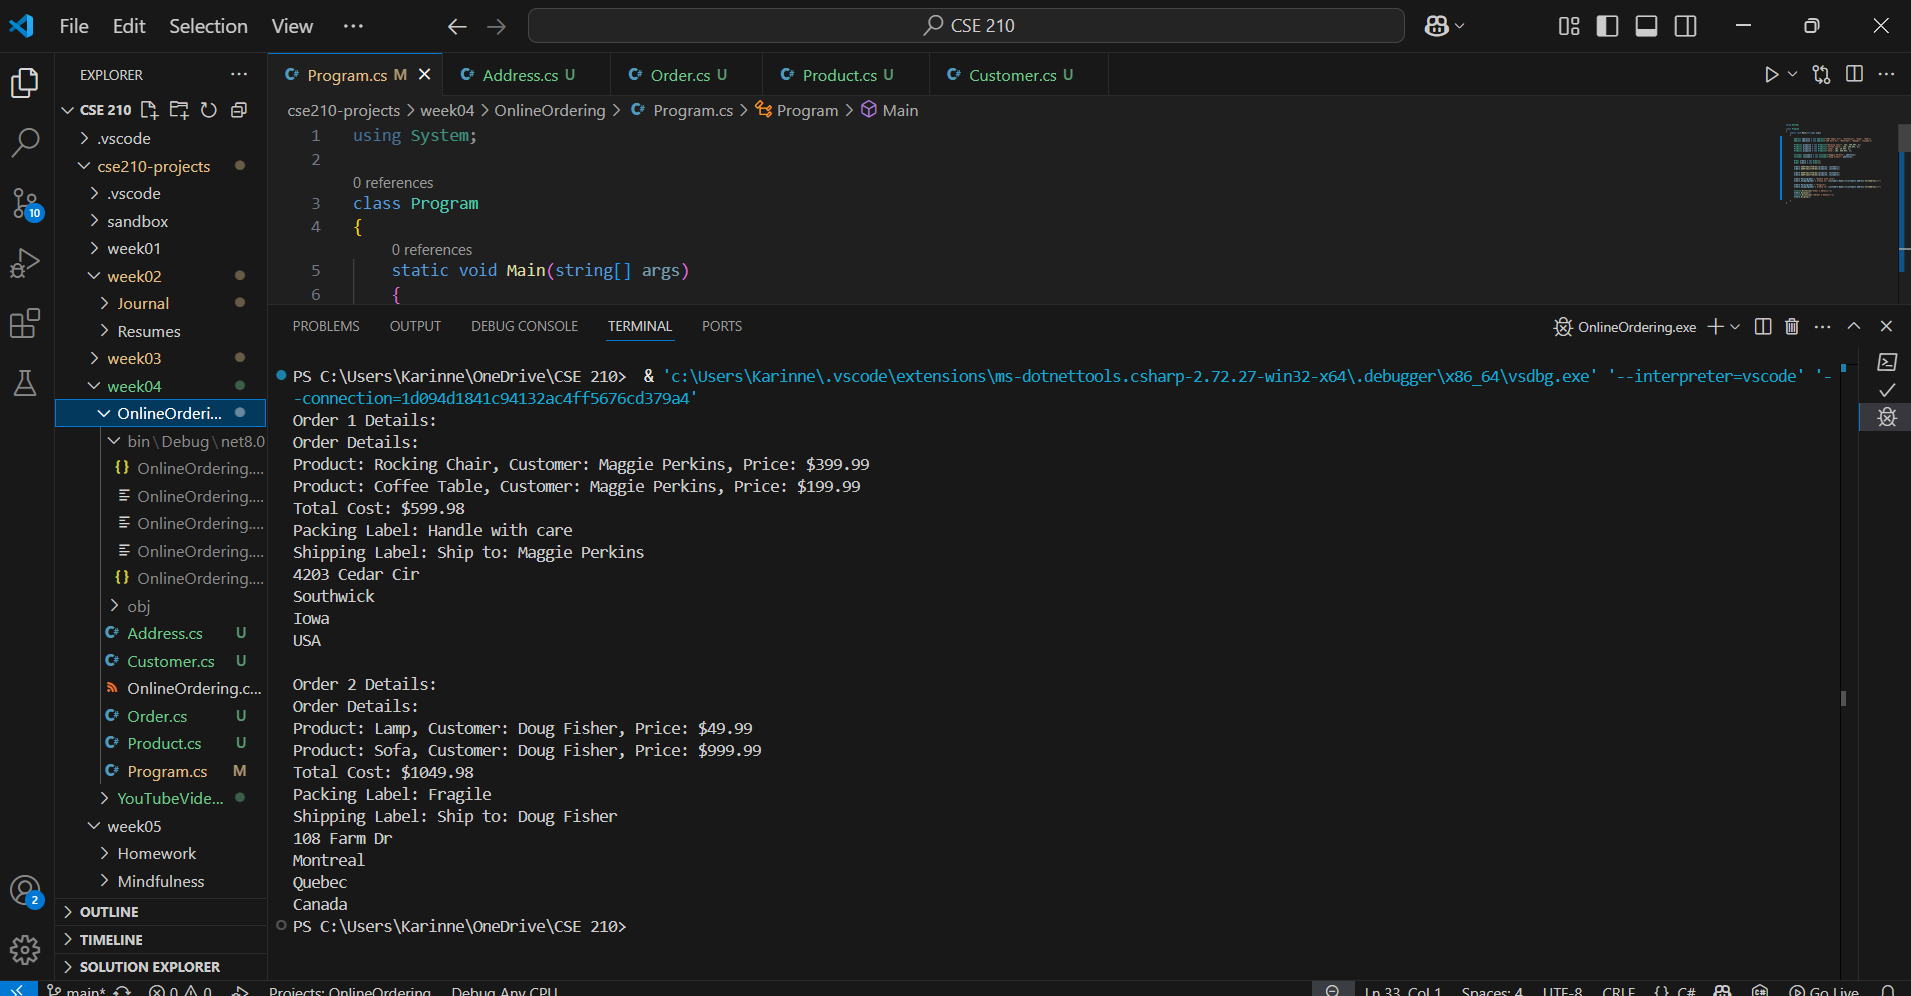 File Edit Selection View ··· CSE 210
EXPLORER ···
CSE 210
.vscode
cse210-projects
.vscode
sandbox
week01
week02
Journal
Resumes
week03
week04
OnlineOrderi...
bin\Debug\net8.0
OnlineOrdering....
OnlineOrdering....
OnlineOrdering....
OnlineOrdering....
OnlineOrdering....
obj
Address.cs U
Customer.cs U
OnlineOrdering.c...
Order.cs U
Product.cs U
Program.cs M
YouTubeVide...
week05
Homework
Mindfulness
OUTLINE
TIMELINE
SOLUTION EXPLORER
10
2
Program.cs M Address.cs U Order.cs U Product.cs U Customer.cs U
cse210-projects > week04 > OnlineOrdering > Program.cs > Program > Main
1 using System;
2
0 references
3 class Program
4 {
0 references
5 static void Main(string[] args)
6 {
PROBLEMS OUTPUT DEBUG CONSOLE TERMINAL PORTS OnlineOrdering.exe
PS C:\Users\Karinne\OneDrive\CSE 210> & 'c:\Users\Karinne\.vscode\extensions\ms-dotnettools.csharp-2.72.27-win32-x64\.debugger\x86_64\vsdbg.exe' '--interpreter=vscode' '-
-connection=1d094d1841c94132ac4ff5676cd379a4'
Order 1 Details:
Order Details:
Product: Rocking Chair, Customer: Maggie Perkins, Price: $399.99
Product: Coffee Table, Customer: Maggie Perkins, Price: $199.99
Total Cost: $599.98
Packing Label: Handle with care
Shipping Label: Ship to: Maggie Perkins
4203 Cedar Cir
Southwick
Iowa
USA
Order 2 Details:
Order Details:
Product: Lamp, Customer: Doug Fisher, Price: $49.99
Product: Sofa, Customer: Doug Fisher, Price: $999.99
Total Cost: $1049.98
Packing Label: Fragile
Shipping Label: Ship to: Doug Fisher
108 Farm Dr
Montreal
Quebec
Canada
PS C:\Users\Karinne\OneDrive\CSE 210>
main* 0 0 Projects: OnlineOrdering Debug Any CPU Ln 33, Col 1 Spaces: 4 UTF-8 CRLF {} C# Go Live